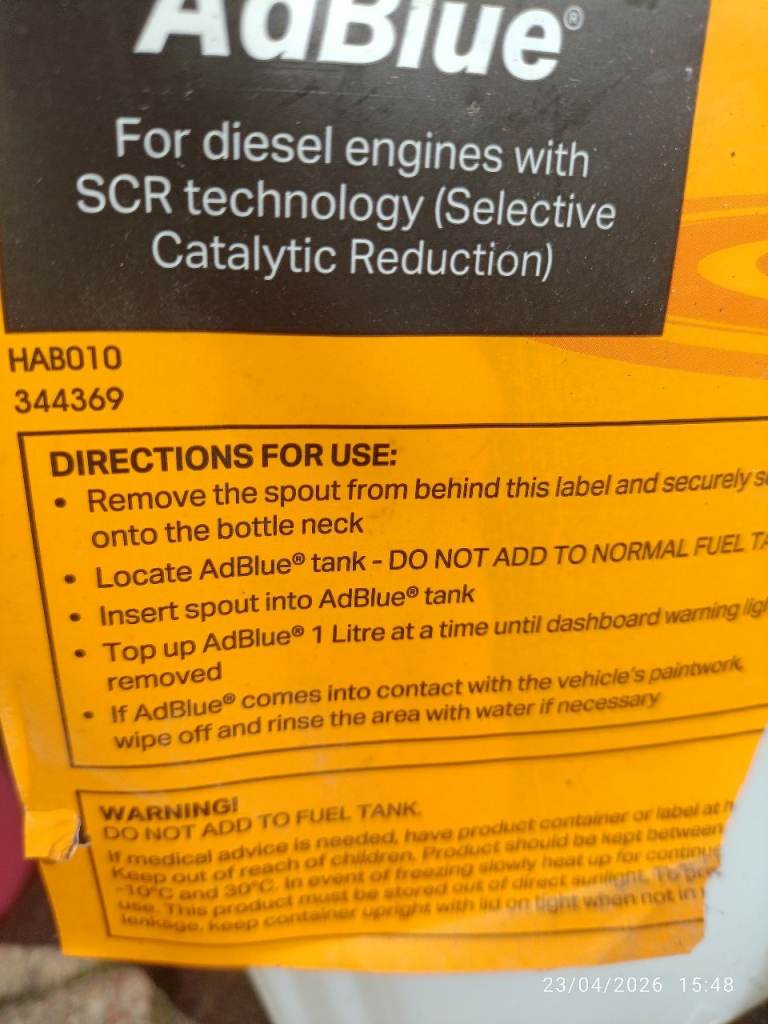 AdBlue®
For diesel engines with
SCR technology (Selective
Catalytic Reduction)
HAB010
344369
DIRECTIONS FOR USE:
• Remove the spout from behind this label and securely
onto the bottle neck
• Locate AdBlue® tank - DO NOT ADD TO NORMAL FUEL
• Insert spout into AdBlue® tank
• Top up AdBlue® 1 Litre at a time until dashboard warning
removed
• If AdBlue® comes into contact with the vehicle's paintwork,
wipe off and rinse the area with water if necessary
WARNING!
DO NOT ADD TO FUEL TANK.
If medical advice is needed, have product container or label at
Keep out of reach of children. Product should be kept between
-10°C and 30°C. In event of freezing slowly heat up for
use. This product must be stored out of direct sunlight. To
leakage, keep container upright with lid on tight when not in
23/04/2026 15:48